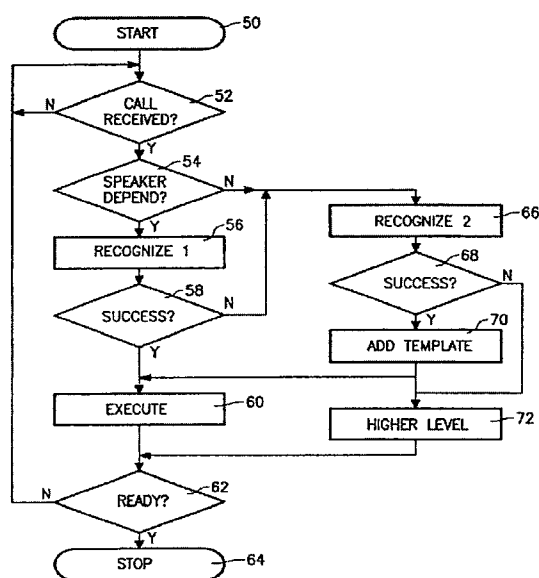 START
50
CALL
RECEIVED?
52
N
Y
SPEAKER
DEPEND?
54
N
Y
RECOGNIZE 1
56
RECOGNIZE 2
66
SUCCESS?
58
N
Y
SUCCESS?
68
N
Y
ADD TEMPLATE
70
EXECUTE
60
HIGHER LEVEL
72
READY?
62
N
Y
STOP
64